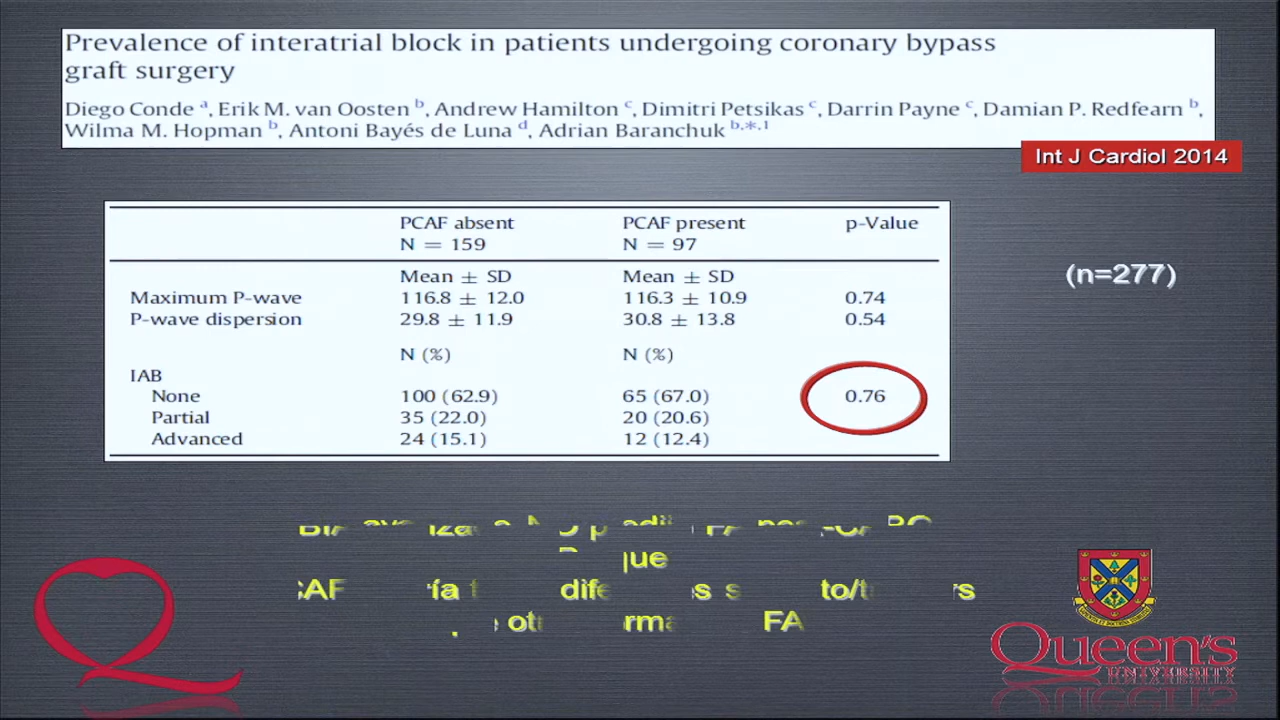 Prevalence of interatrial block in patients undergoing coronary bypass
graft surgery
Diego Conde a, Erik M. van Oosten b, Andrew Hamilton c, Dimitri Petsikas c, Darrin Payne c, Damian P. Redfearn b,
Wilma M. Hopman b, Antoni Bayés de Luna d, Adrian Baranchuk b,*,1
Int J Cardiol 2014
PCAF absent PCAF present p-Value
N = 159 N = 97
Mean ± SD Mean ± SD
Maximum P-wave 116.8 ± 12.0 116.3 ± 10.9 0.74
P-wave dispersion 29.8 ± 11.9 30.8 ± 13.8 0.54
N (%) N (%)
IAB
None 100 (62.9) 65 (67.0) 0.76
Partial 35 (22.0) 20 (20.6)
Advanced 24 (15.1) 12 (12.4)
(n=277)
FA
Queen's
UNIVERSITY